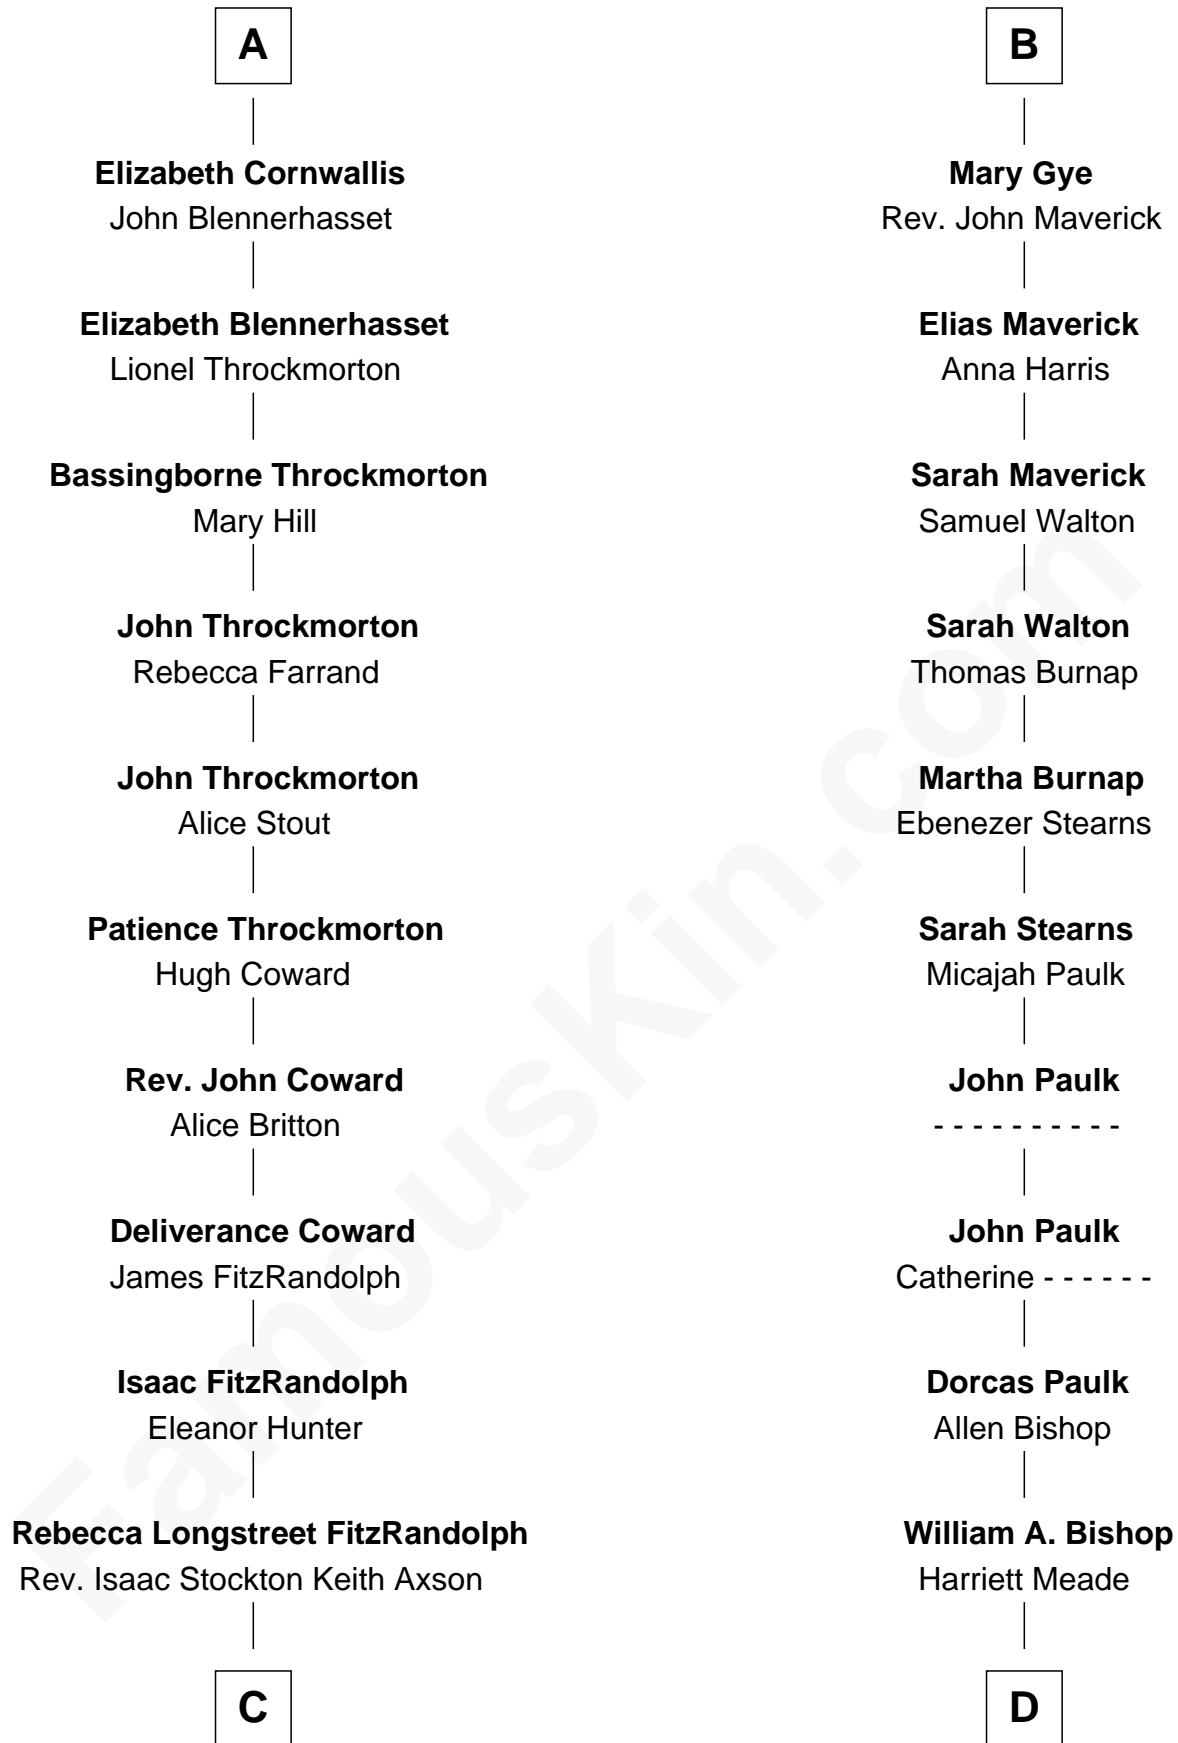 A
Elizabeth Cornwallis
John Blennerhasset
Elizabeth Blennerhasset
Lionel Throckmorton
Bassingborne Throckmorton
Mary Hill
John Throckmorton
Rebecca Farrand
John Throckmorton
Alice Stout
Patience Throckmorton
Hugh Coward
Rev. John Coward
Alice Britton
Deliverance Coward
James FitzRandolph
Isaac FitzRandolph
Eleanor Hunter
Rebecca Longstreet FitzRandolph
Rev. Isaac Stockton Keith Axson
C
B
Mary Gye
Rev. John Maverick
Elias Maverick
Anna Harris
Sarah Maverick
Samuel Walton
Sarah Walton
Thomas Burnap
Martha Burnap
Ebenezer Stearns
Sarah Stearns
Micajah Paulk
John Paulk
- - - - - - - - - -
John Paulk
Catherine - - - - - -
Dorcas Paulk
Allen Bishop
William A. Bishop
Harriett Meade
D
FamousKin.com